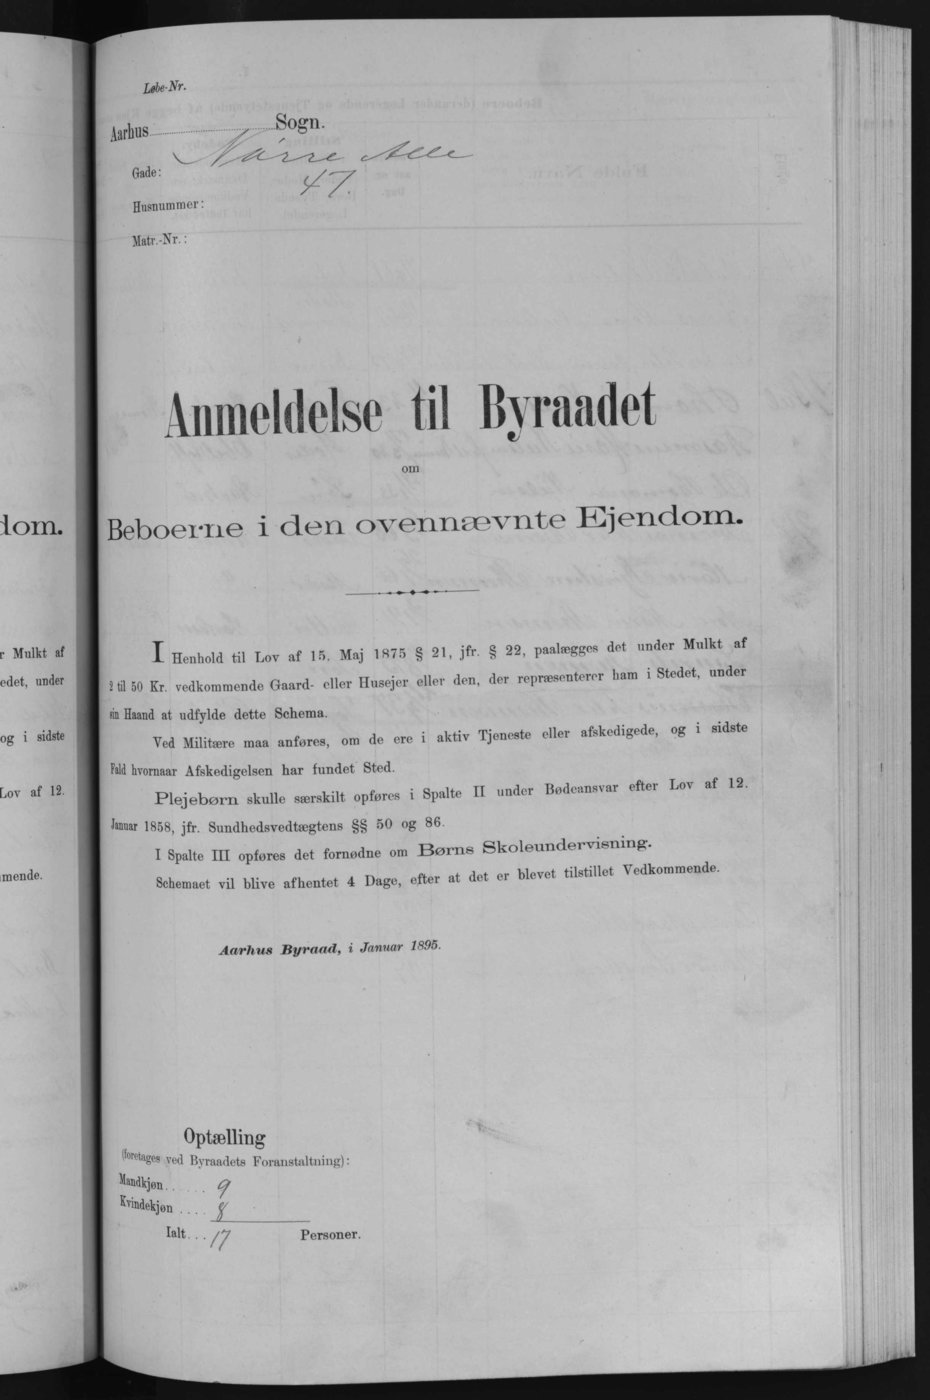 Løbe-Nr.
Aarhus Sogn.
Gade: Nørre Alle
Husnummer: 47.
Matr.-Nr.:
Anmeldelse til Byraadet
om
Beboerne i den ovennævnte Ejendom.
I Henhold til Lov af 15. Maj 1875 § 21, jfr. § 22, paalægges det under Mulkt af
2 til 50 Kr. vedkommende Gaard- eller Husejer eller den, der repræsenterer ham i Stedet, under
sin Haand at udfylde dette Schema.
Ved Militære maa anføres, om de ere i aktiv Tjeneste eller afskedigede, og i sidste
Fald hvornaar Afskedigelsen har fundet Sted.
Plejebørn skulle særskilt opføres i Spalte II under Bødeansvar efter Lov af 12.
Januar 1858, jfr. Sundhedsvedtægtens §§ 50 og 86.
I Spalte III opføres det fornødne om Børns Skoleundervisning.
Schemaet vil blive afhentet 4 Dage, efter at det er blevet tilstillet Vedkommende.
Aarhus Byraad, i Januar 1895.
Optælling
(foretages ved Byraadets Foranstaltning):
Mandkjøn...... 9
Kvindekjøn.... 8
Ialt... 17 Personer.
dom.
r Mulkt af
edet, under
og i sidste
Lov af 12.
mmende.